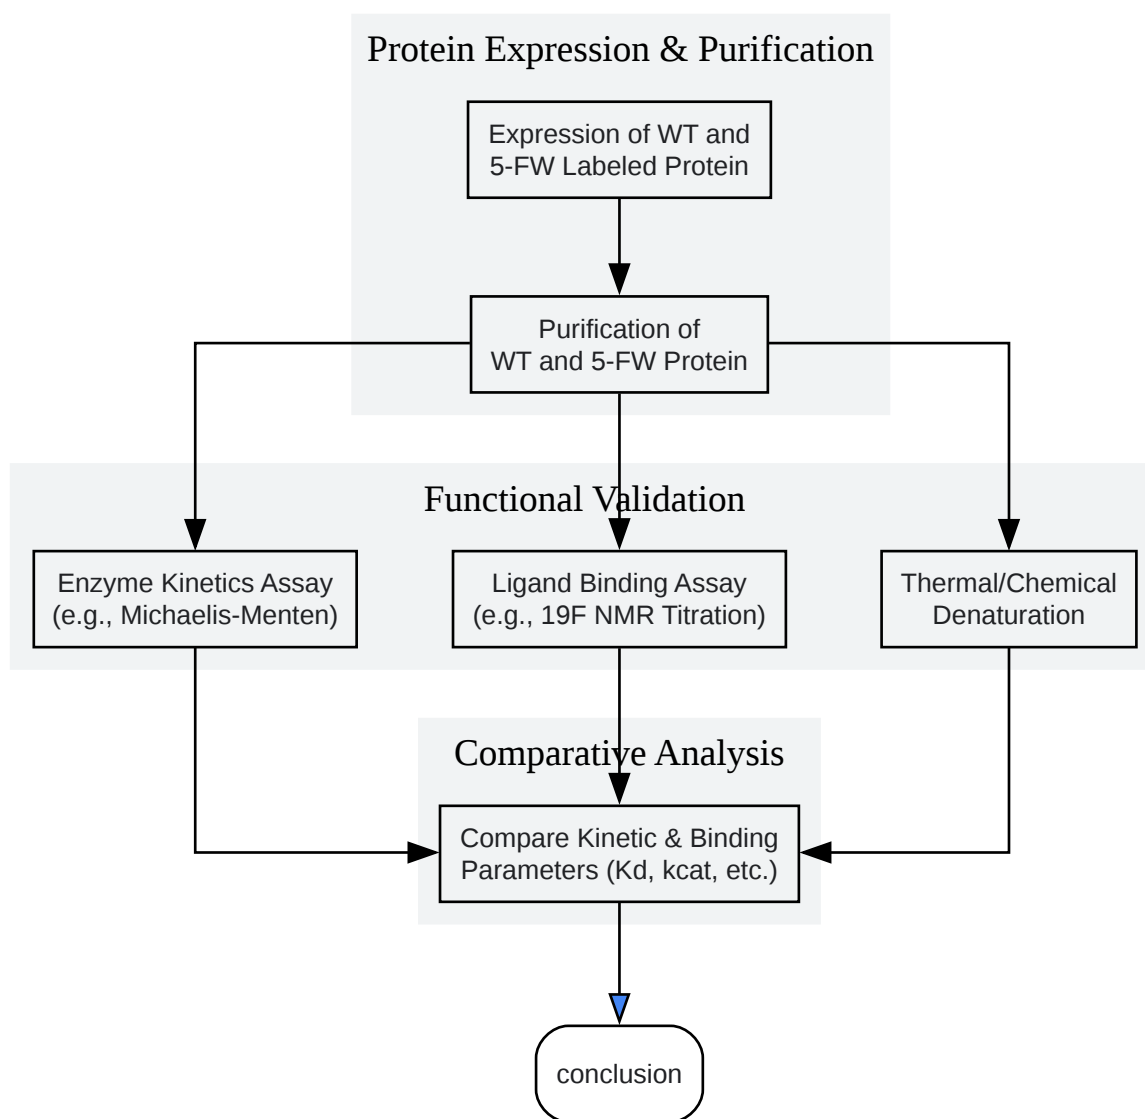 Protein Expression & Purification
Expression of WT and
5-FW Labeled Protein
Purification of
WT and 5-FW Protein
Functional Validation
Enzyme Kinetics Assay
(e.g., Michaelis-Menten)
Ligand Binding Assay
(e.g., 19F NMR Titration)
Thermal/Chemical
Denaturation
Comparative Analysis
Compare Kinetic & Binding
Parameters (Kd, kcat, etc.)
conclusion